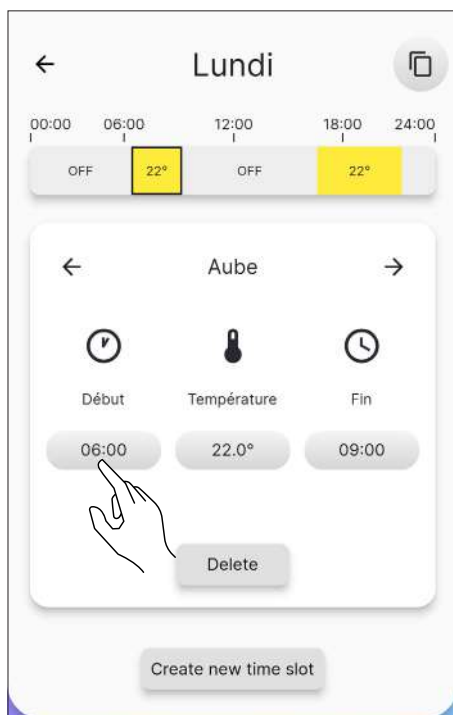 Lundi
00:00 06:00 12:00 18:00 24:00
OFF 22° OFF 22°
Aube
Début Température Fin
06:00 22.0° 09:00
Delete
Create new time slot